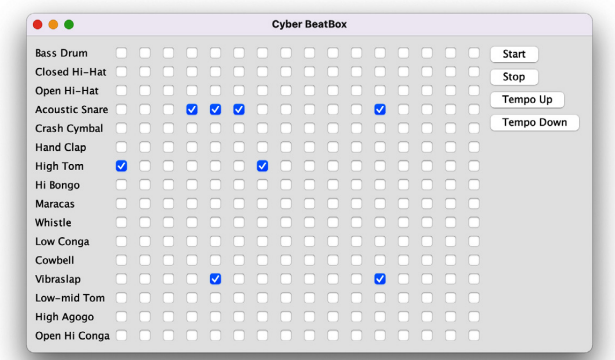 Cyber BeatBox
Bass Drum
Closed Hi-Hat
Open Hi-Hat
Acoustic Snare
Crash Cymbal
Hand Clap
High Tom
Hi Bongo
Maracas
Whistle
Low Conga
Cowbell
Vibraslap
Low-mid Tom
High Agogo
Open Hi Conga
Start
Stop
Tempo Up
Tempo Down